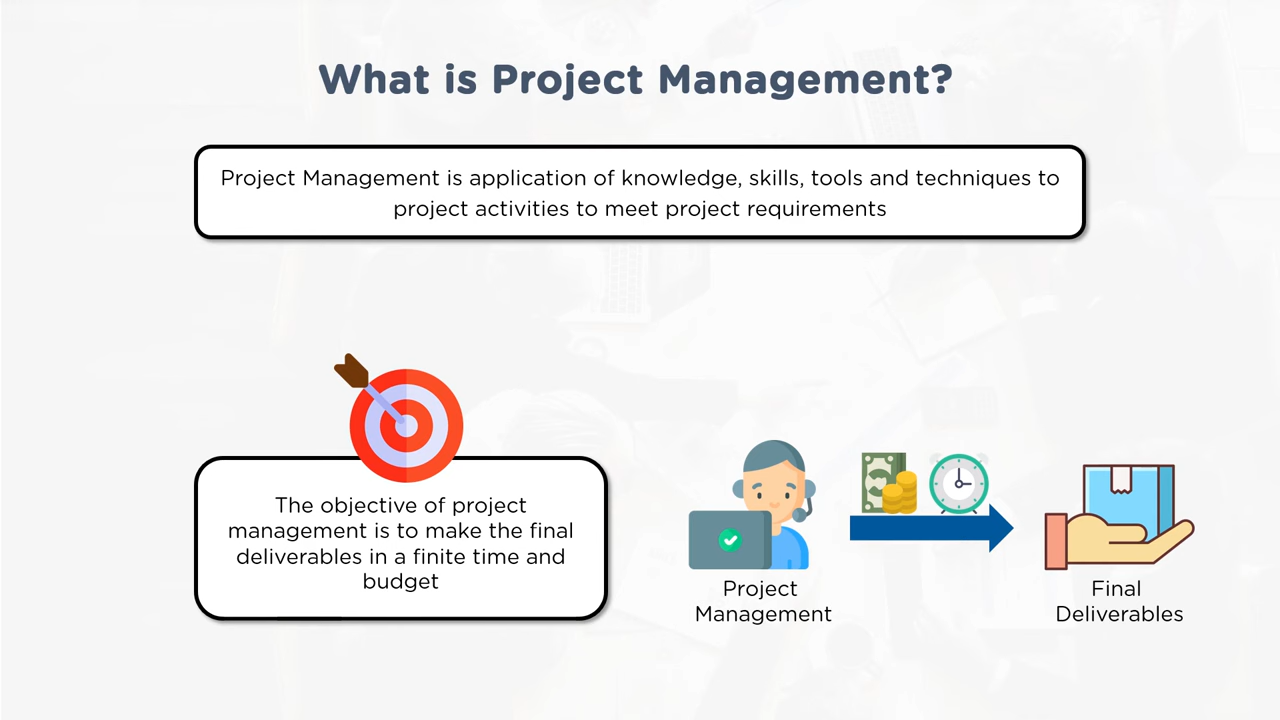 What is Project Management?
Project Management is application of knowledge, skills, tools and techniques to
project activities to meet project requirements
The objective of project
management is to make the final
deliverables in a finite time and
budget
Project
Management
Final
Deliverables